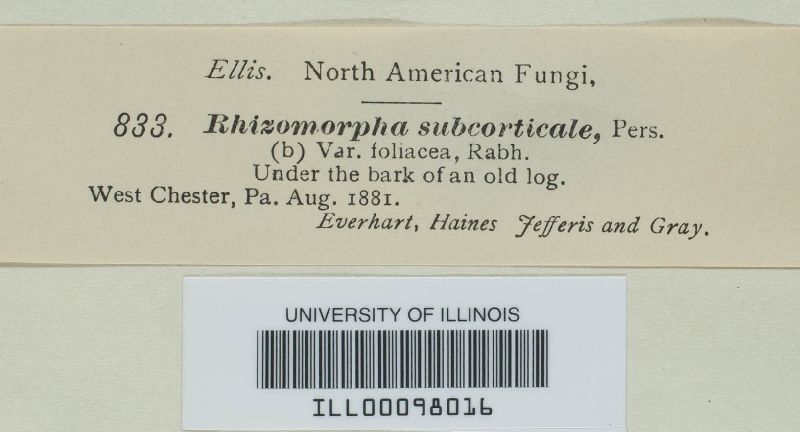 Ellis. North American Fungi,
833. Rhizomorpha subcorticale, Pers.
(b) Var. foliacea, Rabh.
Under the bark of an old log.
West Chester, Pa. Aug. 1881.
Everhart, Haines Jefferis and Gray.
UNIVERSITY OF ILLINOIS
ILL00098016